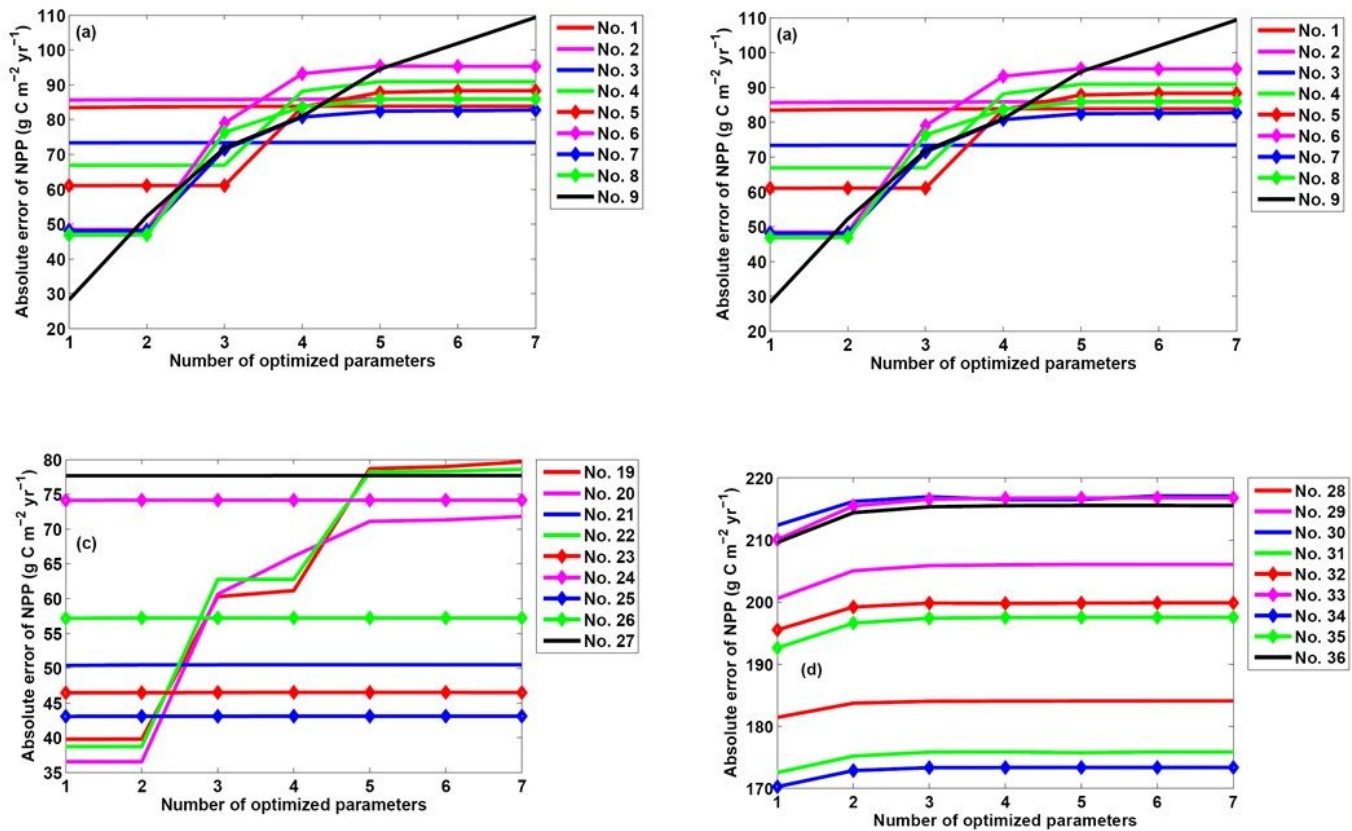 (a)
Absolute error of NPP (g C m⁻² yr⁻¹)
110
100
90
80
70
60
50
40
30
20
1 2 3 4 5 6 7
Number of optimized parameters
No. 1
No. 2
No. 3
No. 4
No. 5
No. 6
No. 7
No. 8
No. 9
(a)
Absolute error of NPP (g C m⁻² yr⁻¹)
110
100
90
80
70
60
50
40
30
20
1 2 3 4 5 6 7
Number of optimized parameters
No. 1
No. 2
No. 3
No. 4
No. 5
No. 6
No. 7
No. 8
No. 9
(c)
Absolute error of NPP (g C m⁻² yr⁻¹)
80
75
70
65
60
55
50
45
40
35
1 2 3 4 5 6 7
Number of optimized parameters
No. 19
No. 20
No. 21
No. 22
No. 23
No. 24
No. 25
No. 26
No. 27
(d)
Absolute error of NPP (g C m⁻² yr⁻¹)
220
210
200
190
180
170
1 2 3 4 5 6 7
Number of optimized parameters
No. 28
No. 29
No. 30
No. 31
No. 32
No. 33
No. 34
No. 35
No. 36